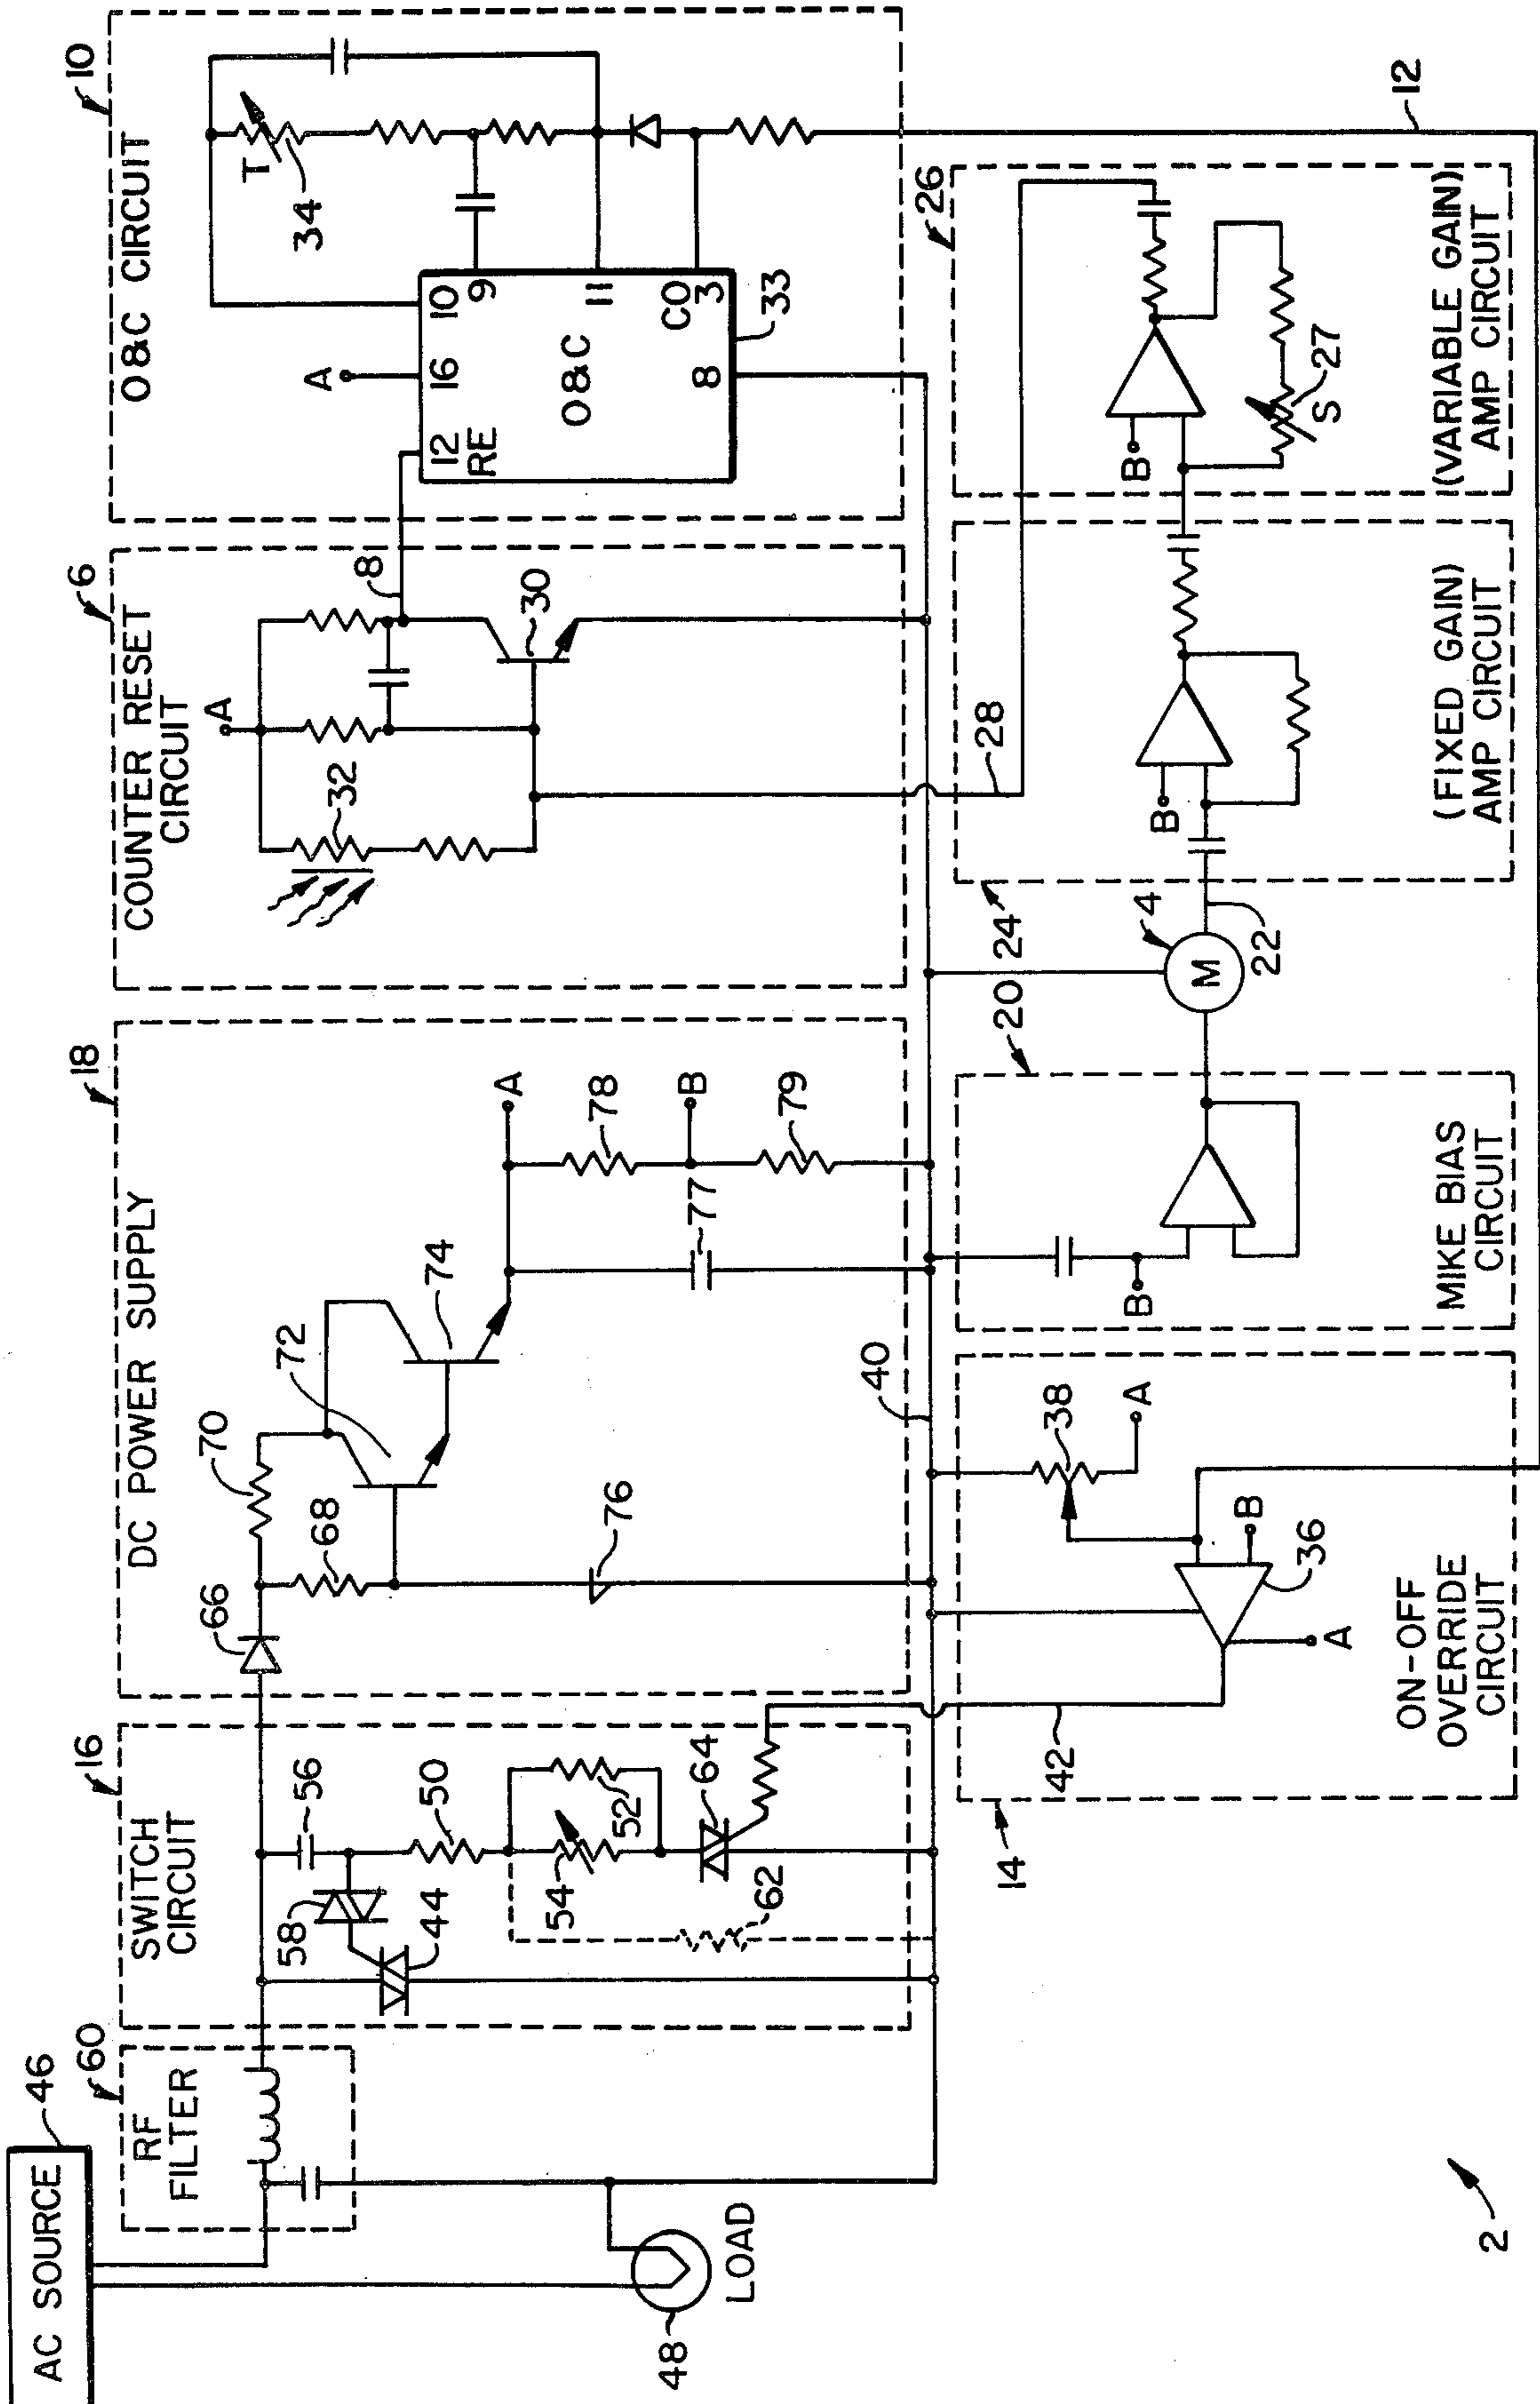 AC SOURCE
46
60
RF
FILTER
48
LOAD
2
16
SWITCH
CIRCUIT
56
58
50
44
54
52
64
62
18
DC POWER SUPPLY
66
70
68
72
74
76
77
78
79
A
B
40
6
COUNTER RESET
CIRCUIT
A
32
8
30
28
10
O&C CIRCUIT
T
34
A
12
RE
16
10
9
O&C
11
CO
8
3
33
12
14
42
ON-OFF
OVERRIDE
CIRCUIT
38
A
B
36
A
20
MIKE BIAS
CIRCUIT
B
4
M
22
24
B
(FIXED GAIN)
AMP CIRCUIT
26
B
S
27
(VARIABLE GAIN)
AMP CIRCUIT